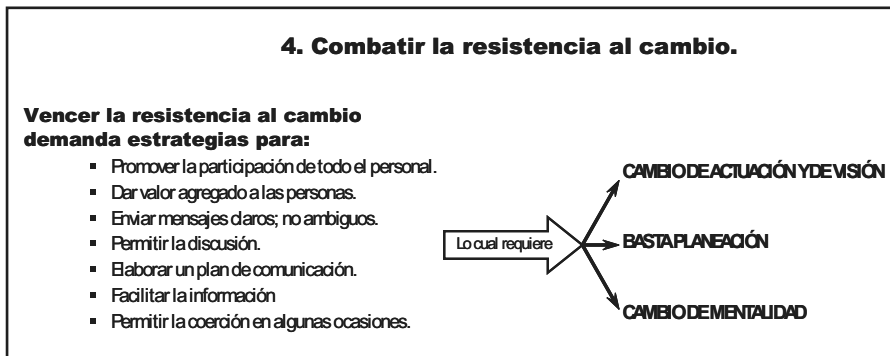 4. Combatir la resistencia al cambio.
Vencer la resistencia al cambio
demanda estrategias para:
▪ Promover la participación de todo el personal.
▪ Dar valor agregado a las personas.
▪ Enviar mensajes claros; no ambiguos.
▪ Permitir la discusión.
▪ Elaborar un plan de comunicación.
▪ Facilitar la información
▪ Permitir la coerción en algunas ocasiones.
Lo cual requiere
CAMBIO DE ACTUACIÓN Y DE VISIÓN
BASTA PLANEACIÓN
CAMBIO DE MENTALIDAD